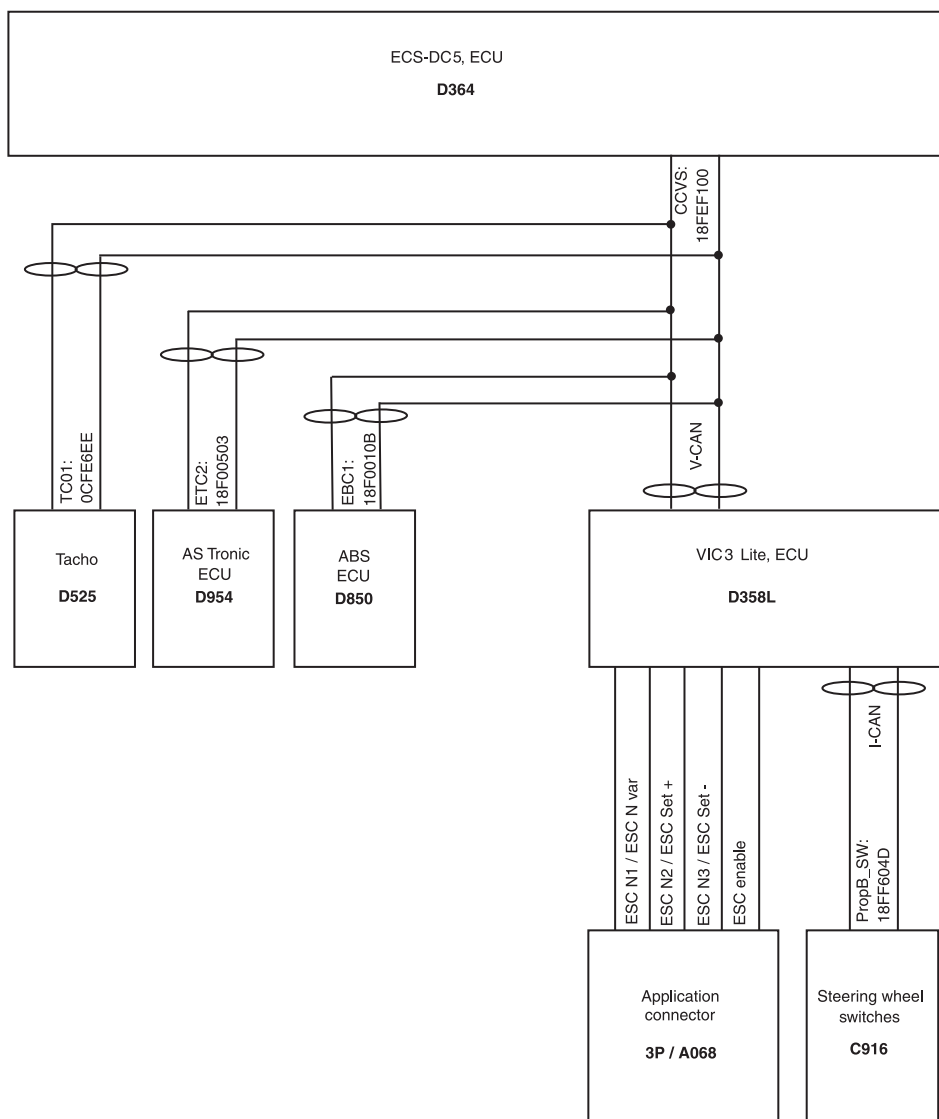 ECS-DC5, ECU
D364
CCVS:
18FEF100
TC01:
0CFE6EE
ETC2:
18F00503
EBC1:
18F0010B
V-CAN
Tacho
D525
AS Tronic
ECU
D954
ABS
ECU
D850
VIC3 Lite, ECU
D358L
ESC N1 / ESC N var
ESC N2 / ESC Set +
ESC N3 / ESC Set -
ESC enable
I-CAN
PropB_SW:
18FF604D
Application
connector
3P / A068
Steering wheel
switches
C916